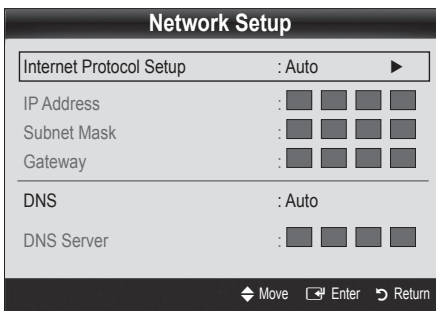 Network Setup
Internet Protocol Setup : Auto ▶
IP Address :
Subnet Mask :
Gateway :
DNS : Auto
DNS Server :
Move Enter Return